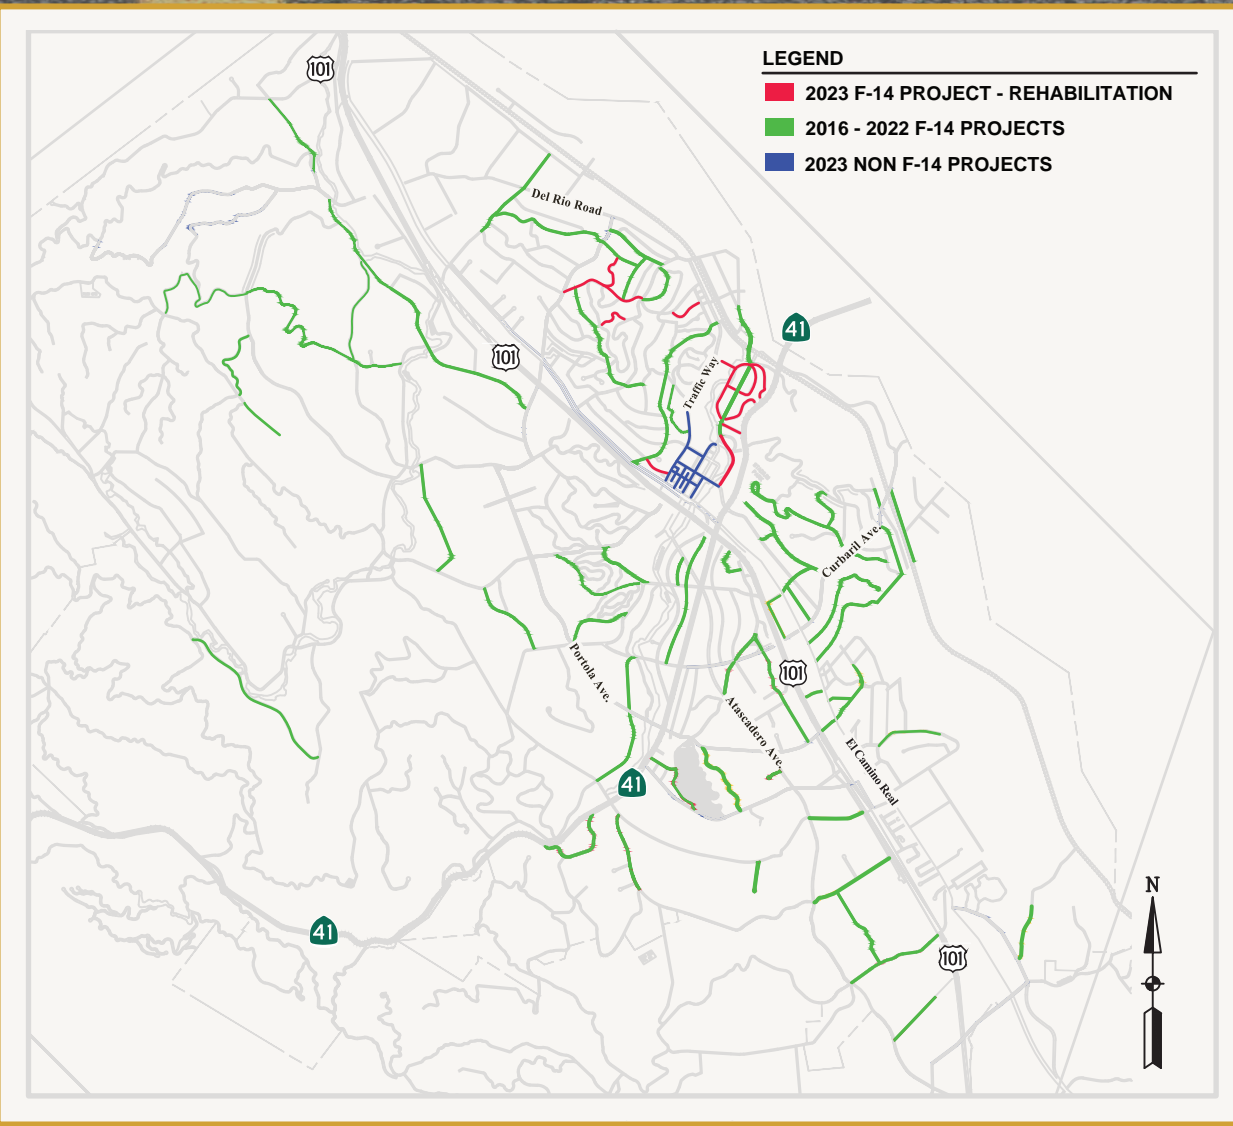 LEGEND
2023 F-14 PROJECT - REHABILITATION
2016 - 2022 F-14 PROJECTS
2023 NON F-14 PROJECTS
101
Del Rio Road
41
101
Traffic Way
Curbaril Ave.
Portola Ave.
101
Atascadero Ave.
El Camino Real
41
N
41
101